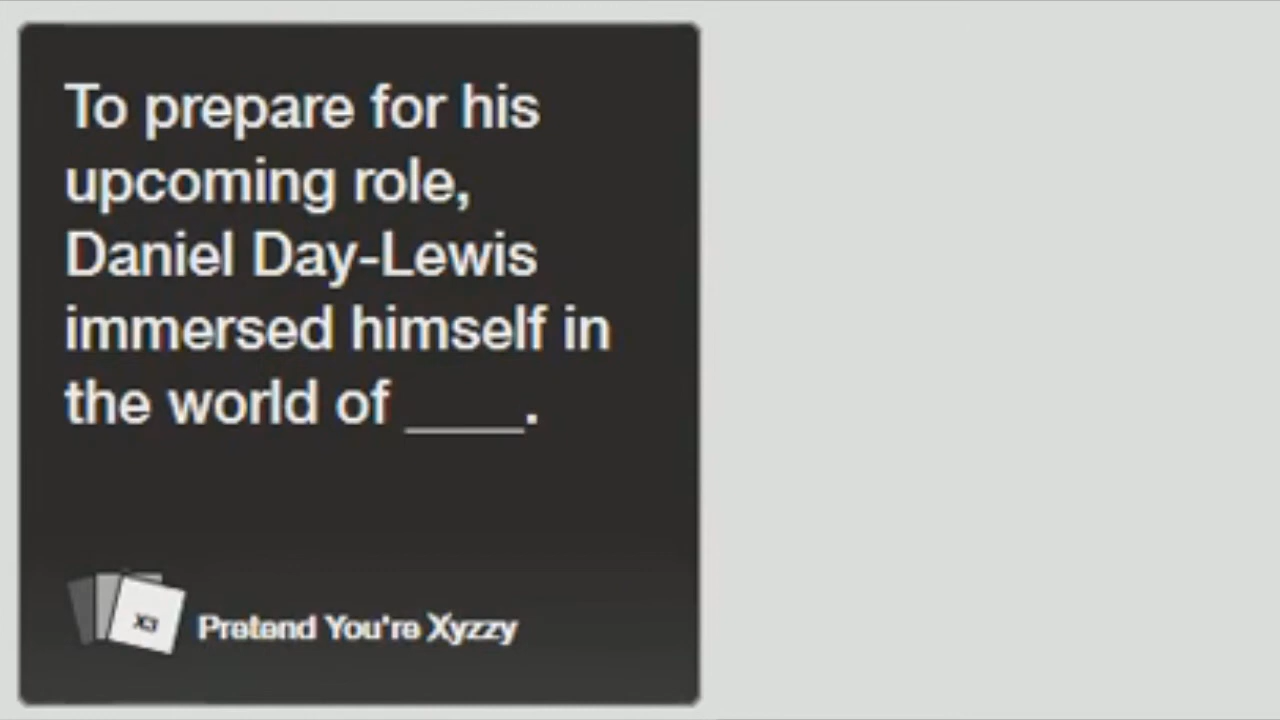 To prepare for his
upcoming role,
Daniel Day-Lewis
immersed himself in
the world of ____.
X3
Pretend You're Xyzzy